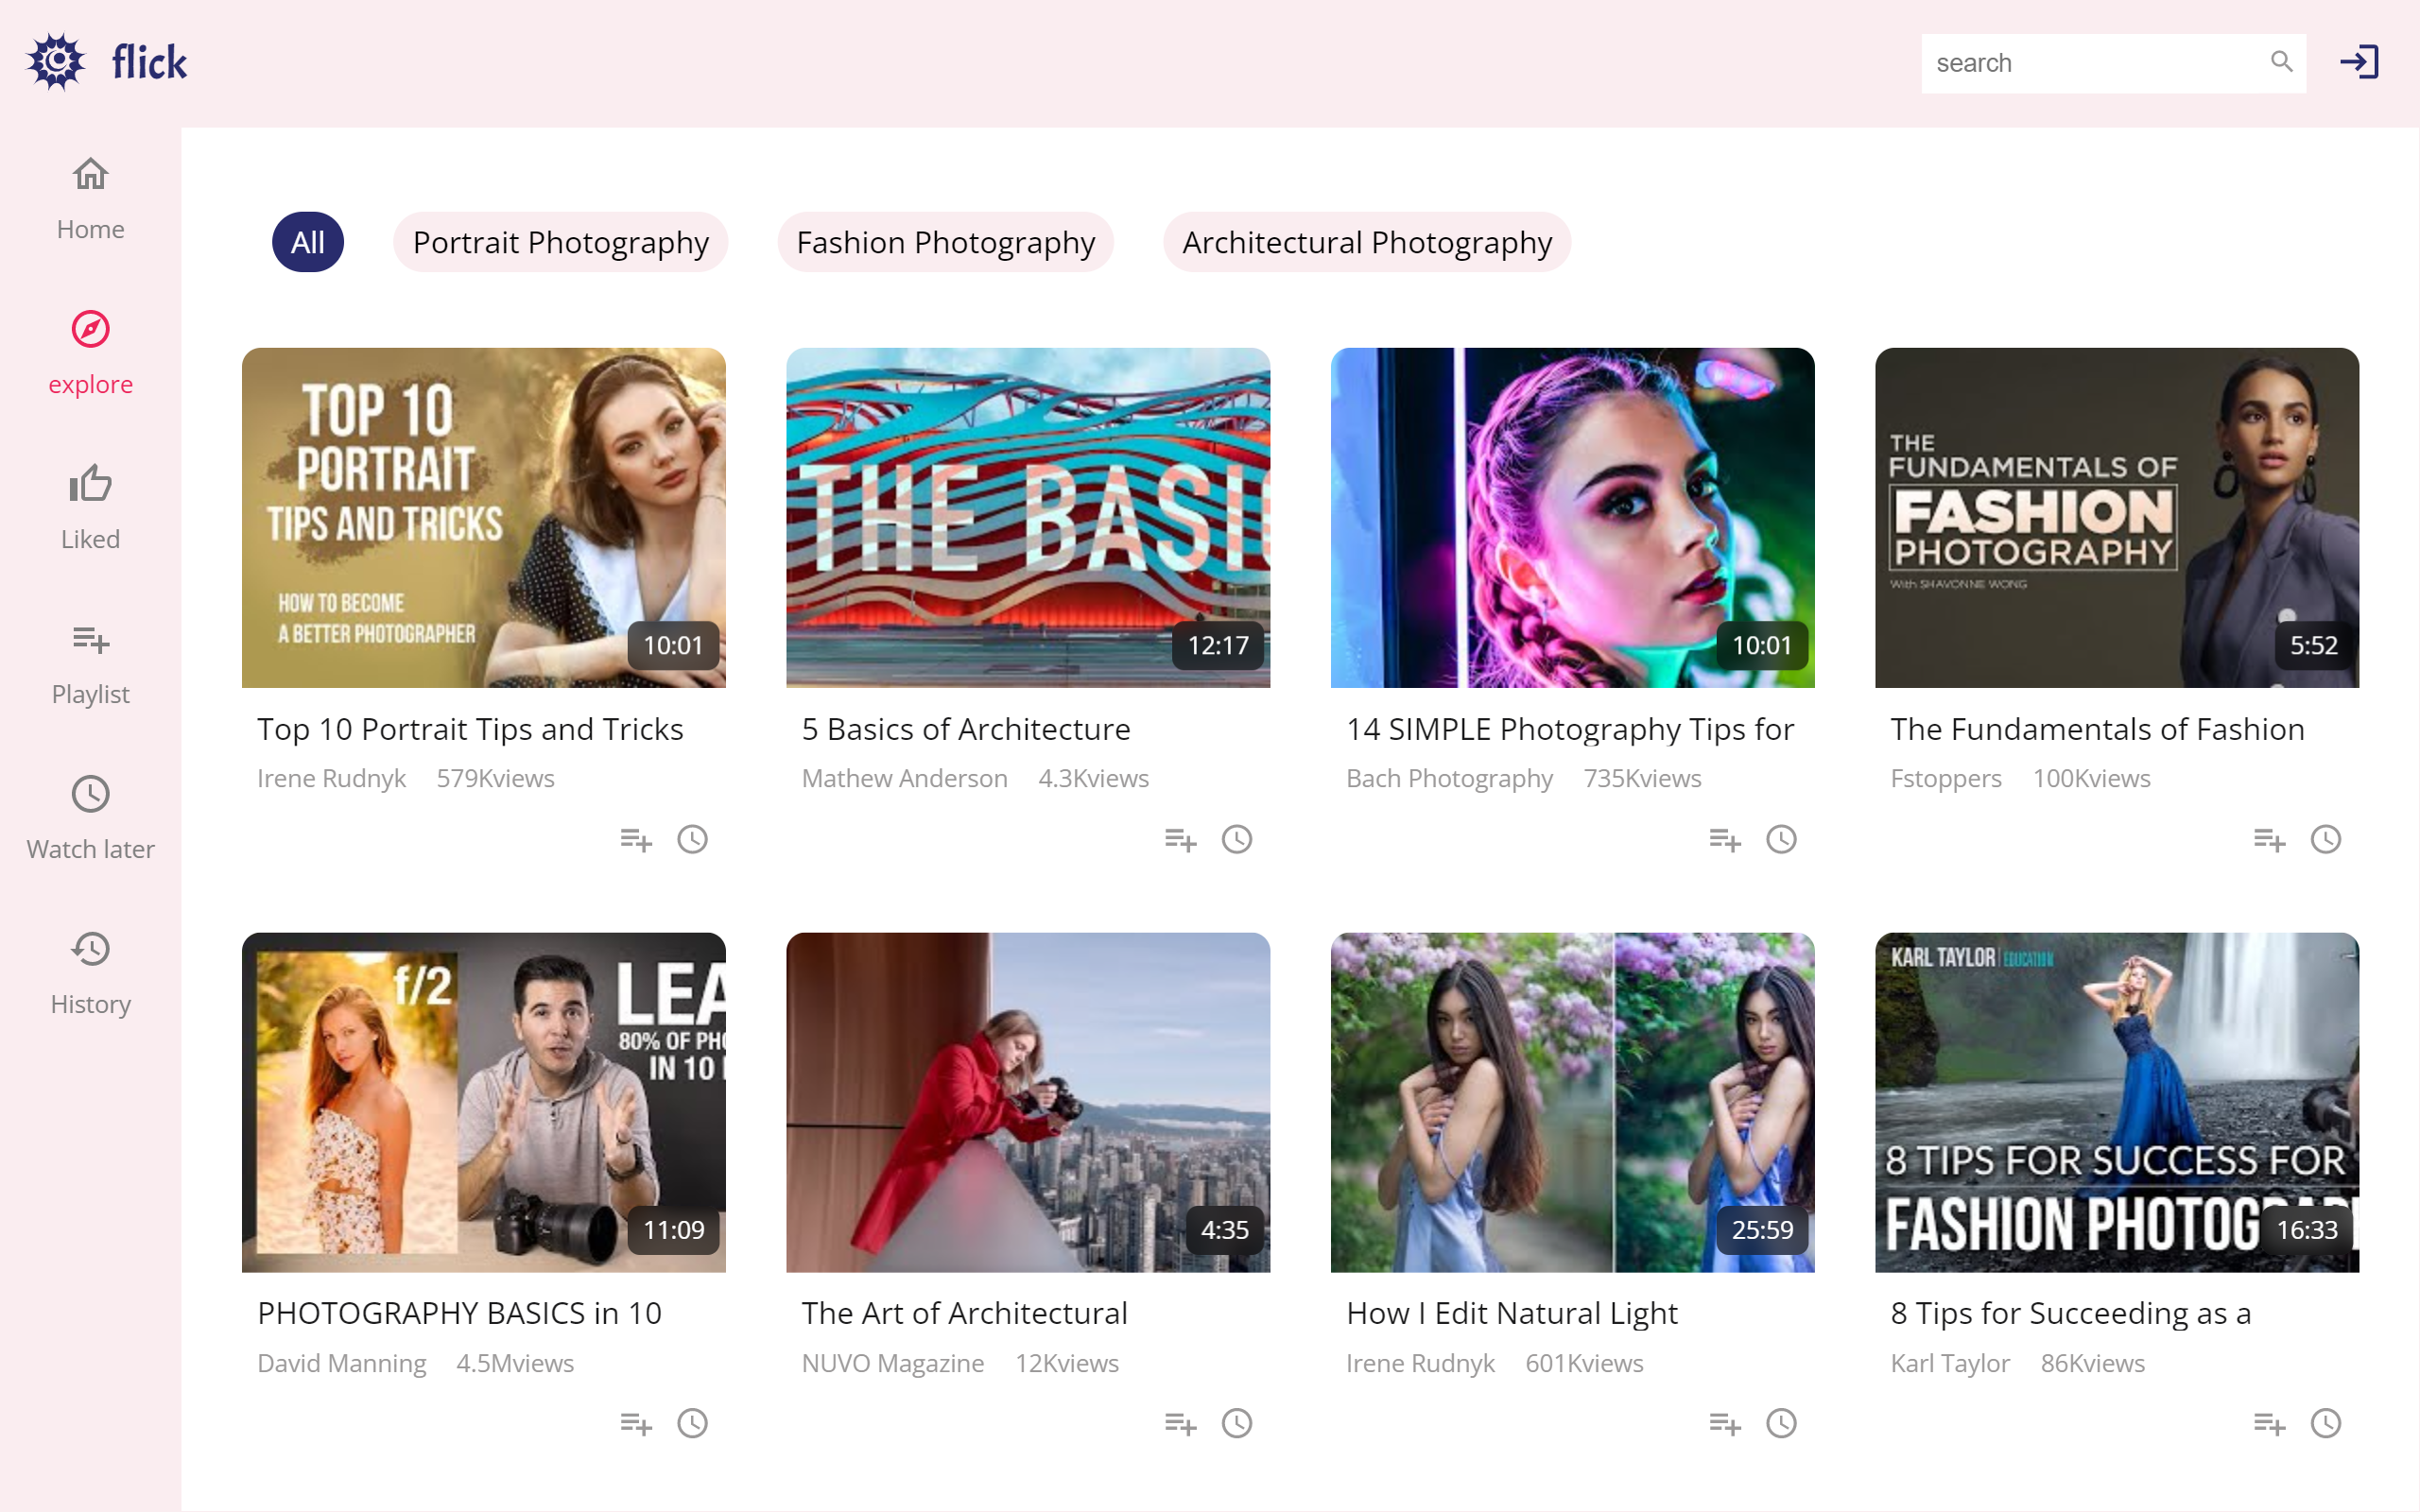 flick
search
Home
explore
Liked
Playlist
Watch later
History
All
Portrait Photography
Fashion Photography
Architectural Photography
TOP 10
PORTRAIT
TIPS AND TRICKS
HOW TO BECOME
A BETTER PHOTOGRAPHER
10:01
Top 10 Portrait Tips and Tricks
Irene Rudnyk 579Kviews
THE BASIC
12:17
5 Basics of Architecture
Mathew Anderson 4.3Kviews
10:01
14 SIMPLE Photography Tips for
Bach Photography 735Kviews
THE
FUNDAMENTALS OF
FASHION
PHOTOGRAPHY
With SHAVONNE WONG
5:52
The Fundamentals of Fashion
Fstoppers 100Kviews
f/2
LEA
80% OF PHO
IN 10
11:09
PHOTOGRAPHY BASICS in 10
David Manning 4.5Mviews
4:35
The Art of Architectural
NUVO Magazine 12Kviews
25:59
How I Edit Natural Light
Irene Rudnyk 601Kviews
KARL TAYLOR EDUCATION
8 TIPS FOR SUCCESS FOR
FASHION PHOTOG
16:33
8 Tips for Succeeding as a
Karl Taylor 86Kviews